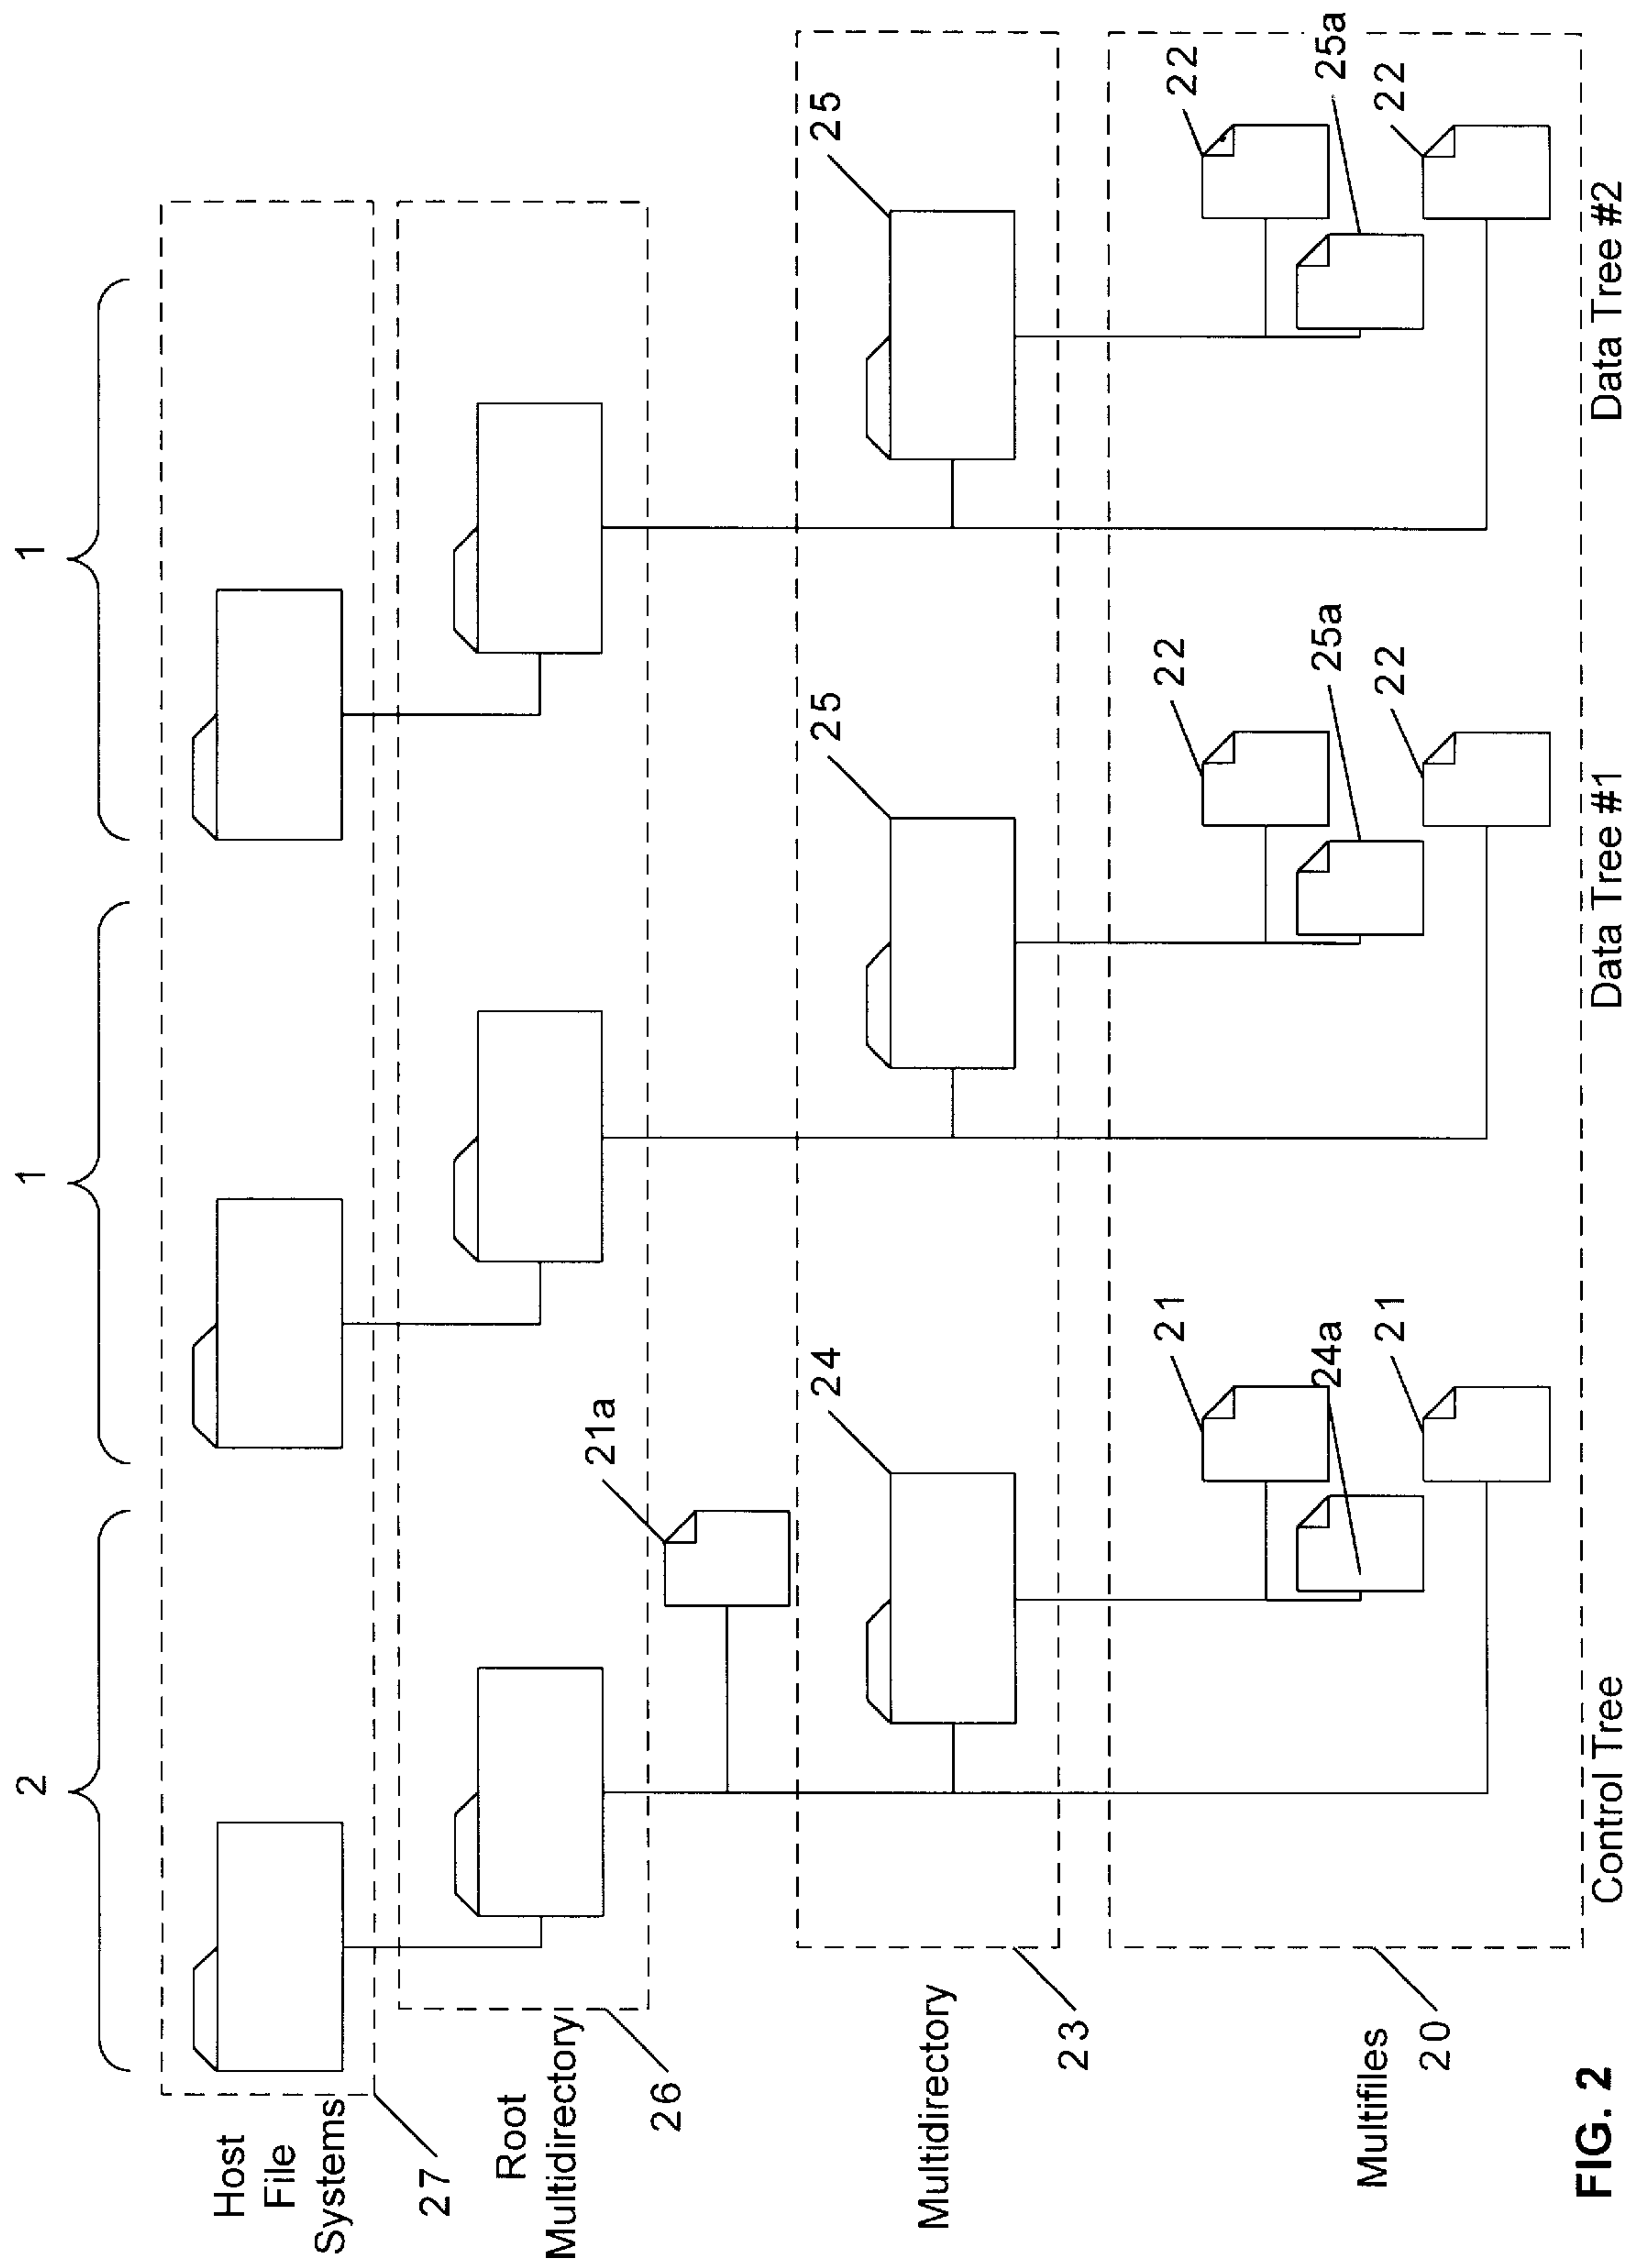 2
1
1
Host
File
Systems
27
Root
Multidirectory
26
21a
Multidirectory
23
24
25
25
Multifiles
20
21
24a
21
22
25a
22
22
25a
22
Control Tree
Data Tree #1
Data Tree #2
FIG. 2